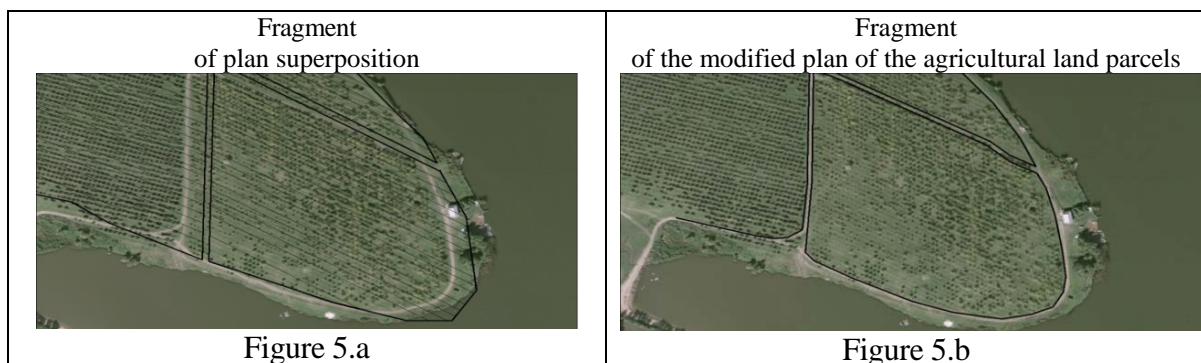 Fragment
of plan superposition
Figure 5.a
Fragment
of the modified plan of the agricultural land parcels
Figure 5.b